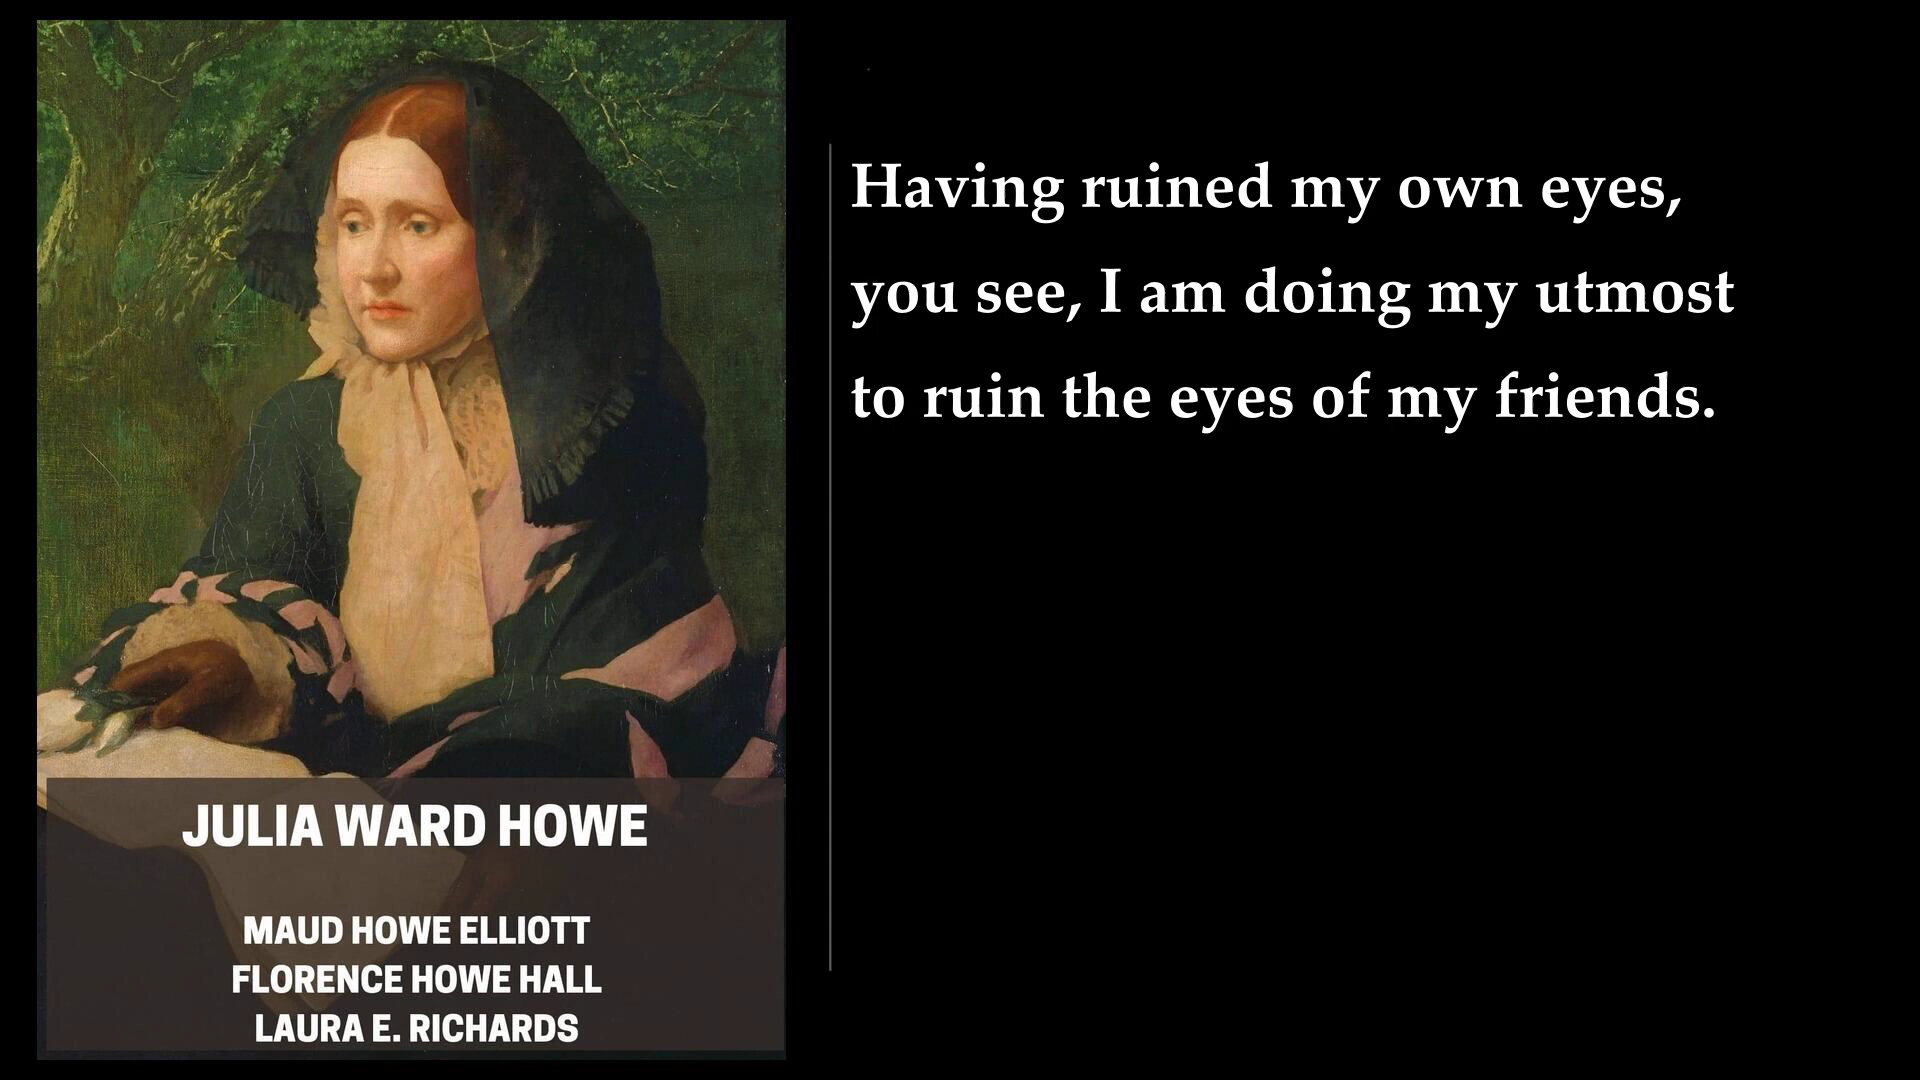 JULIA WARD HOWE
MAUD HOWE ELLIOTT
FLORENCE HOWE HALL
LAURA E. RICHARDS
Having ruined my own eyes,
you see, I am doing my utmost
to ruin the eyes of my friends.